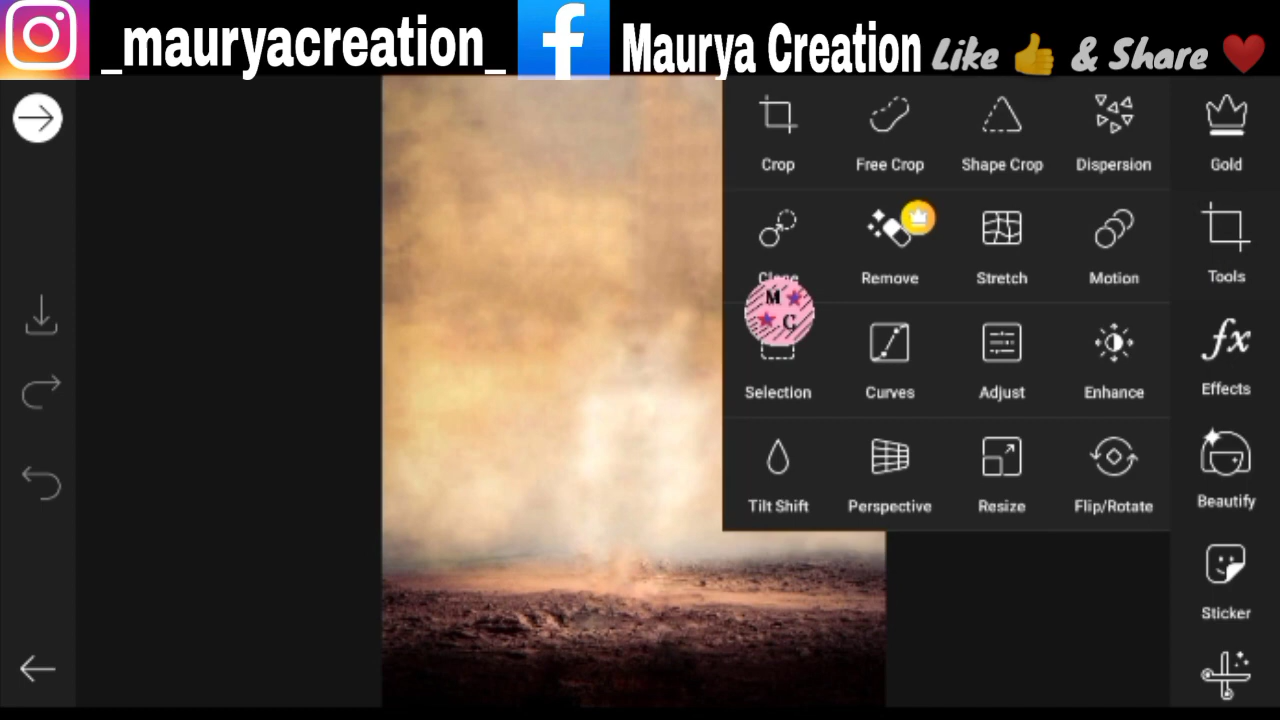 _mauryacreation_ Maurya Creation Like 👍 & Share ❤️
Crop Free Crop Shape Crop Dispersion Gold
Clone Remove Stretch Motion Tools
M
C
Selection Curves Adjust Enhance Effects
Tilt Shift Perspective Resize Flip/Rotate Beautify
Sticker